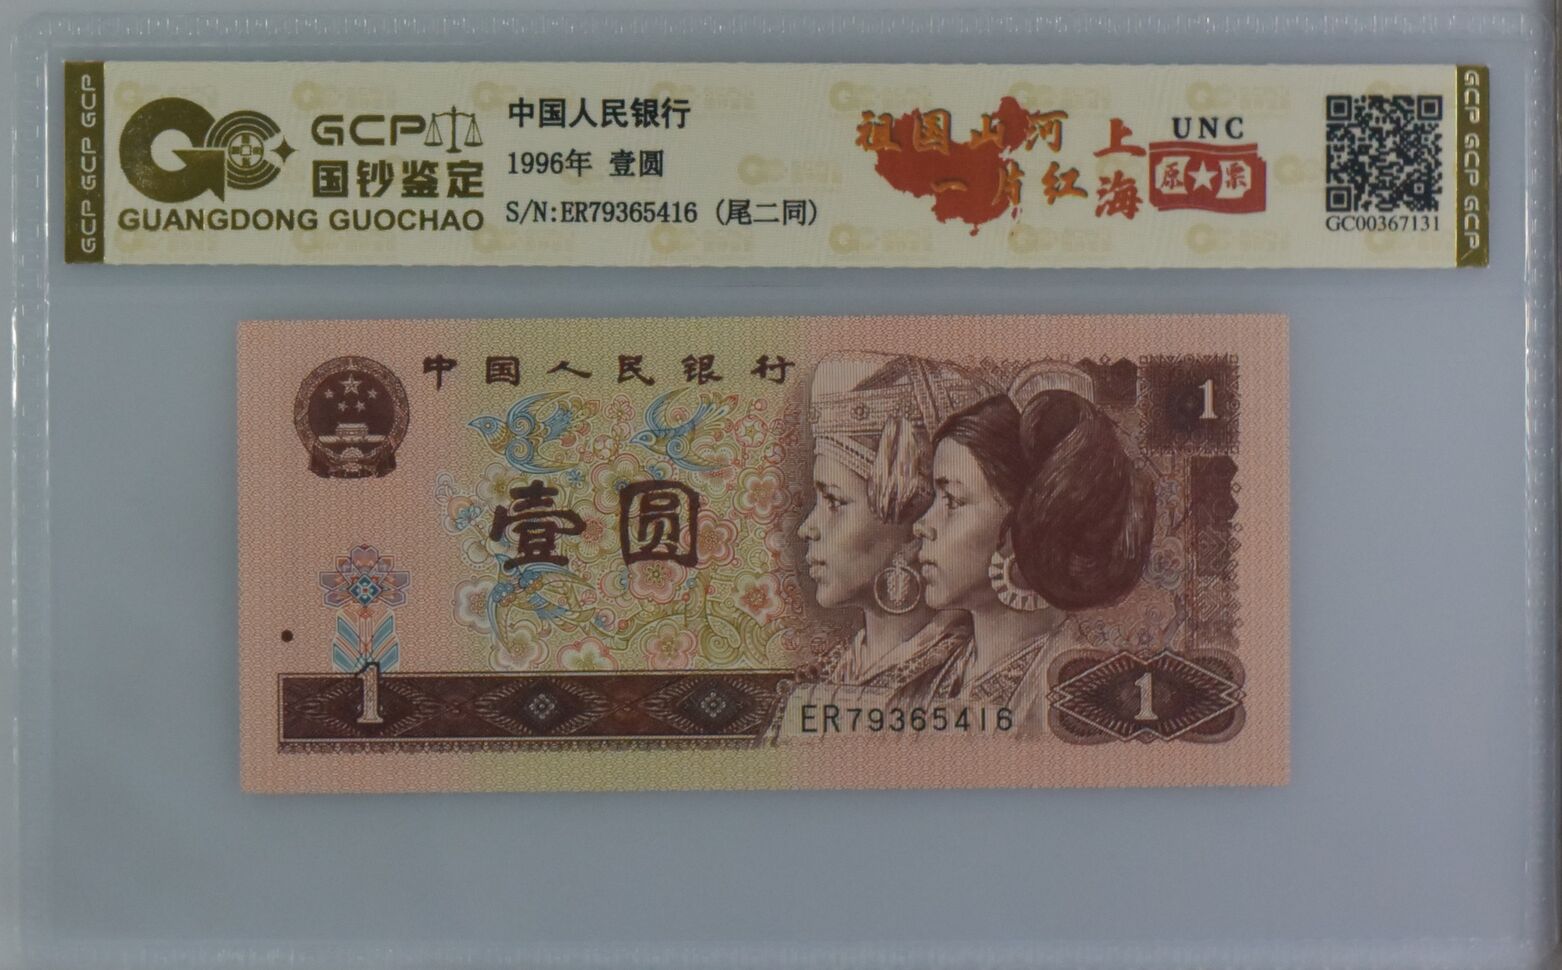 GCP GCP GCP
GCP
国钞鉴定
GUANGDONG GUOCHAO
中国人民银行
1996年 壹圆
S/N:ER79365416 (尾二同)
祖国山河
一片红
上海
UNC
原★票
GC00367131
GCP GCP GCP
中国人民银行
1
壹圆
1
ER79365416
1